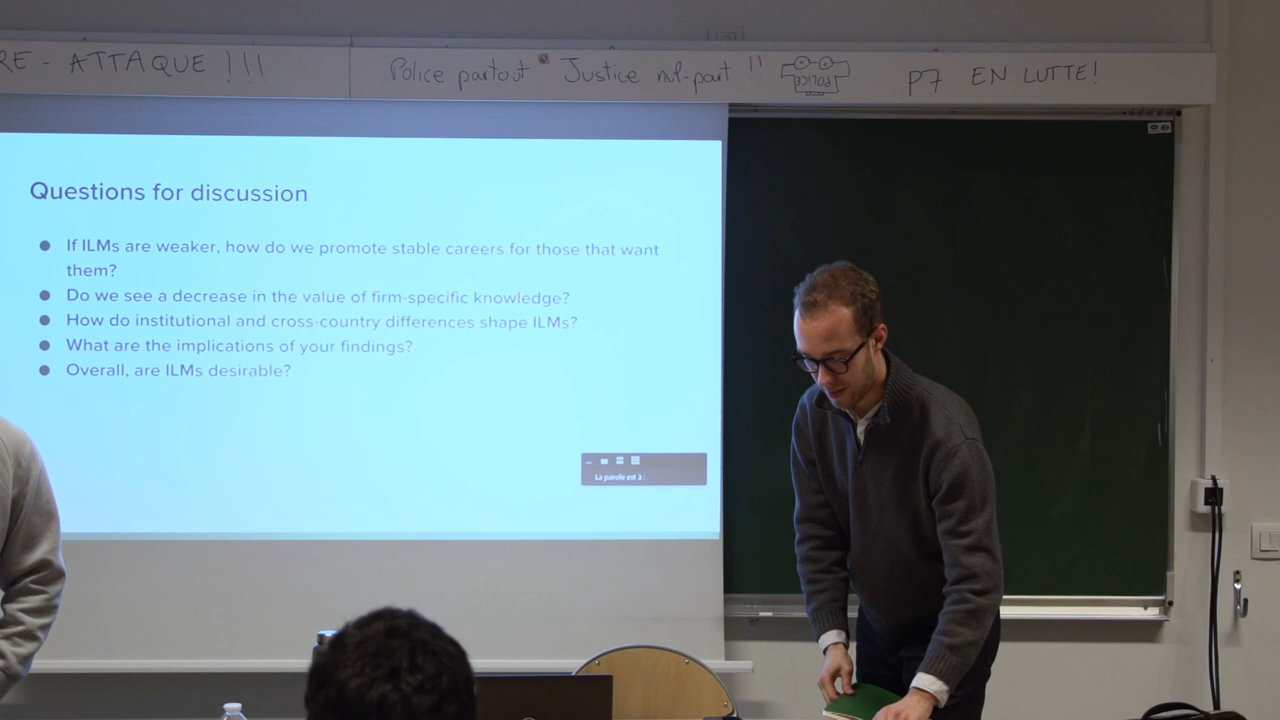 RE - ATTAQUE !!!
Police partout Justice nul-part !!
POLICE
P7 EN LUTTE!
Questions for discussion
● If ILMs are weaker, how do we promote stable careers for those that want
them?
● Do we see a decrease in the value of firm-specific knowledge?
● How do institutional and cross-country differences shape ILMs?
● What are the implications of your findings?
● Overall, are ILMs desirable?
La parole est à :